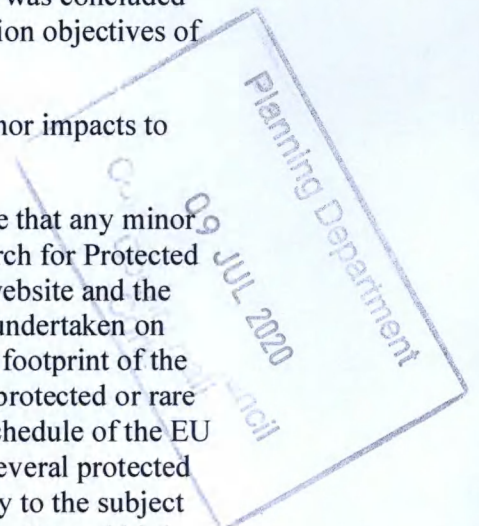 was concluded
ion objectives of
nor impacts to
e that any minor
rch for Protected
vebsite and the
undertaken on
footprint of the
protected or rare
chedule of the EU
everal protected
y to the subject
Planning Department
09 JUL 2020